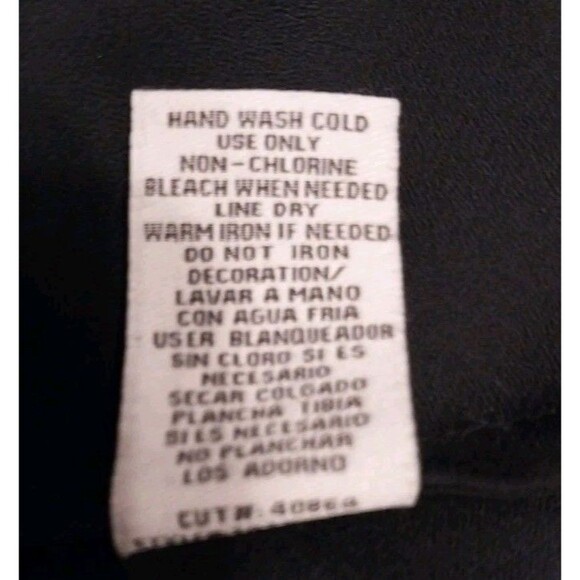 HAND WASH COLD
USE ONLY
NON-CHLORINE
BLEACH WHEN NEEDED
LINE DRY
WARM IRON IF NEEDED
DO NOT IRON
DECORATION/
LAVAR A MANO
CON AGUA FRIA
USER BLANQUEADOR
SIN CLORO SI ES
NECESARIO
SECAR COLGADO
PLANCHA TIBIA
SI ES NECESARIO
NO PLANCHAR
LOS ADORNO
CUT#: